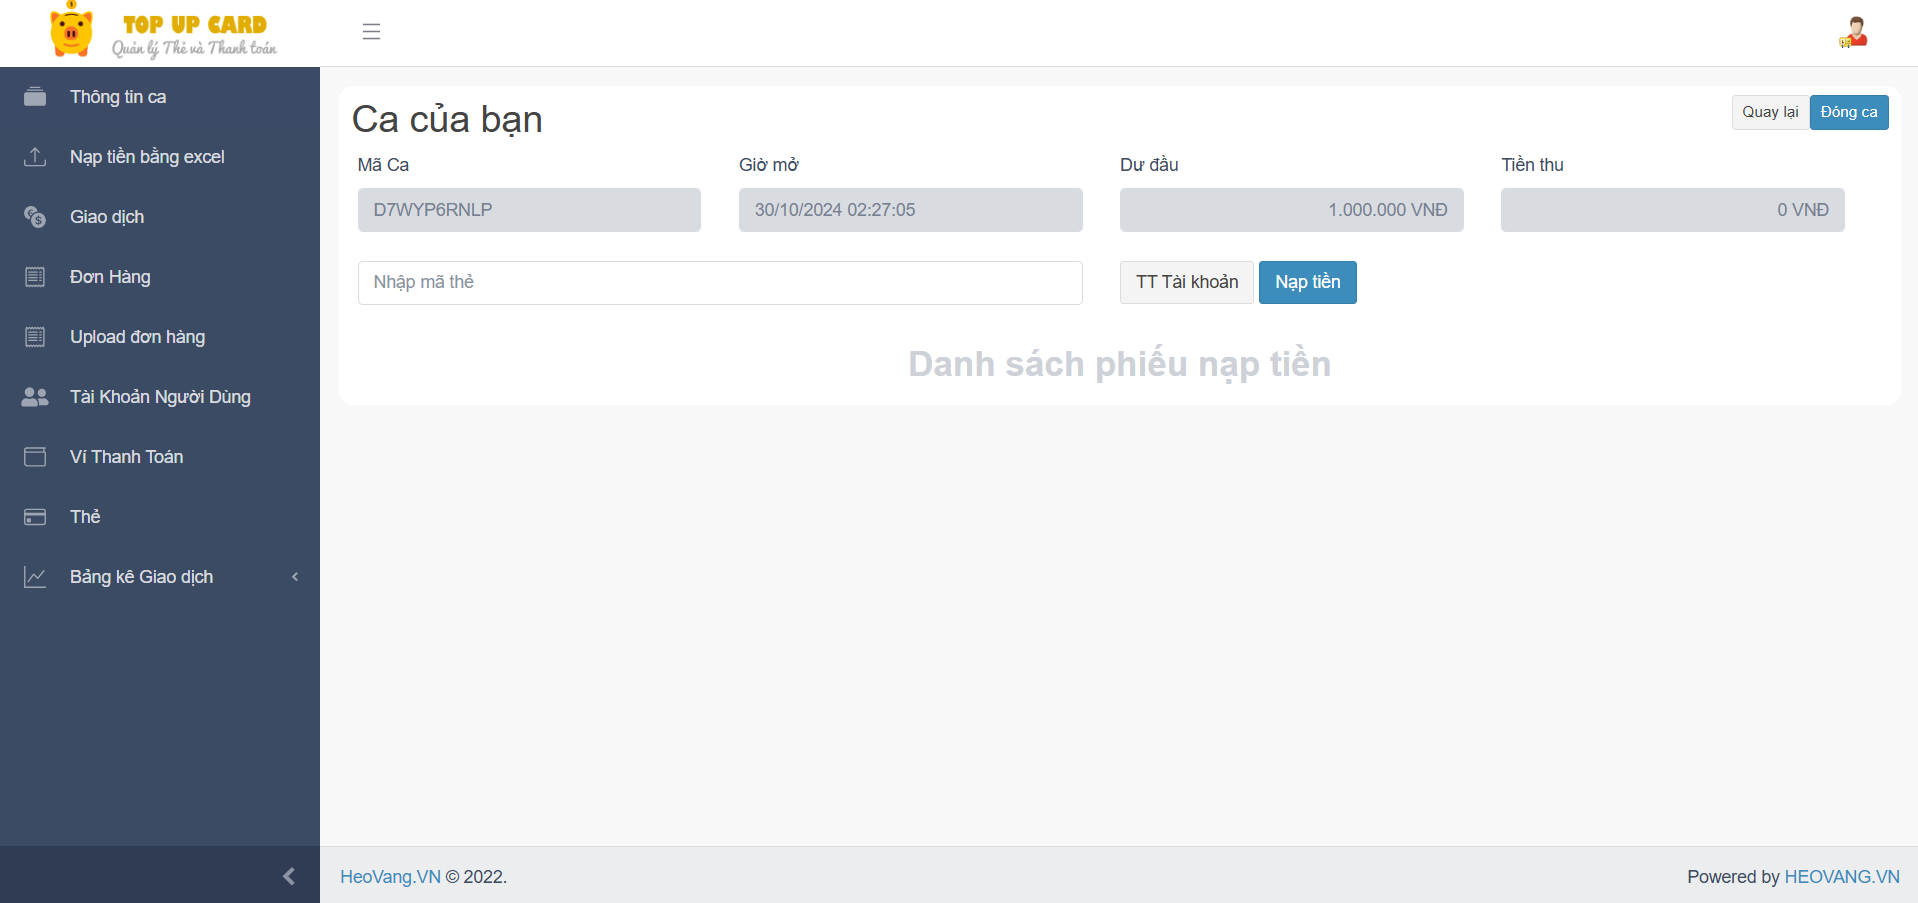 TOP UP CARD
Quản lý Thẻ và Thanh toán
Thông tin ca
Nạp tiền bằng excel
Giao dịch
Đơn Hàng
Upload đơn hàng
Tài Khoản Người Dùng
Ví Thanh Toán
Thẻ
Bảng kê Giao dịch
Ca của bạn
Quay lại
Đóng ca
Mã Ca
Giờ mở
Dư đầu
Tiền thu
D7WYP6RNLP
30/10/2024 02:27:05
1.000.000 VNĐ
0 VNĐ
Nhập mã thẻ
TT Tài khoản
Nạp tiền
Danh sách phiếu nạp tiền
HeoVang.VN © 2022.
Powered by HEOVANG.VN